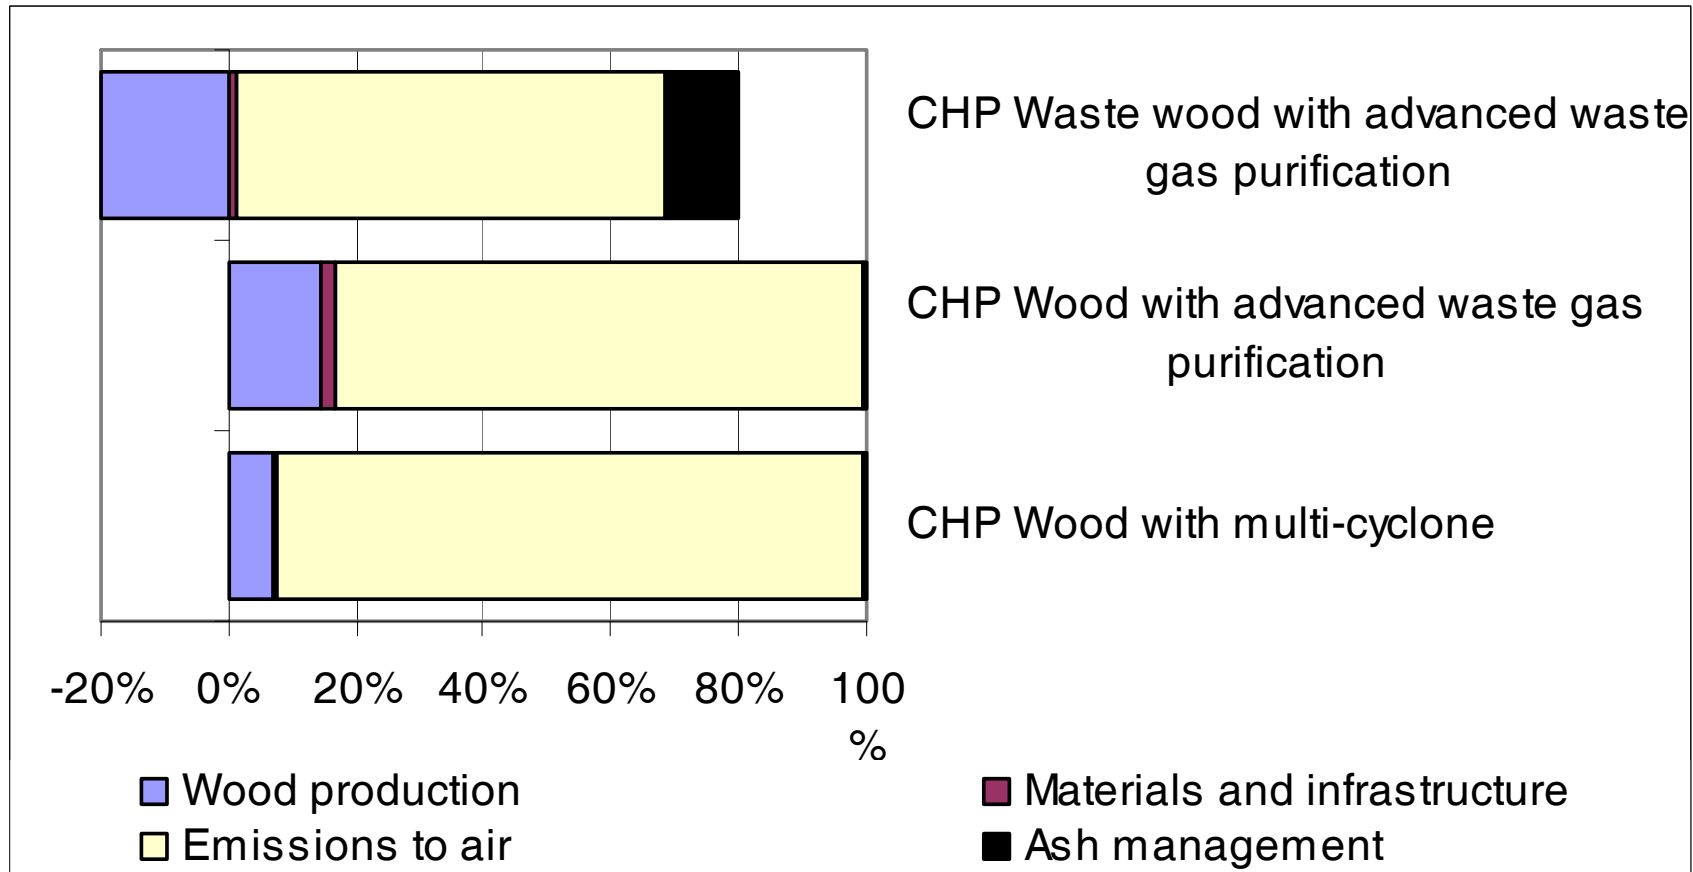 CHP Waste wood with advanced waste
gas purification
CHP Wood with advanced waste gas
purification
CHP Wood with multi-cyclone
-20% 0% 20% 40% 60% 80% 100
%
Wood production Materials and infrastructure
Emissions to air Ash management